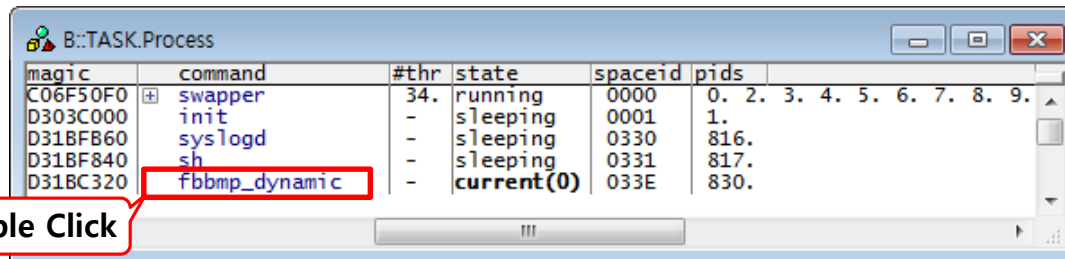 B::TASK.Process
magic command #thr state spaceid pids
C06F50F0 swapper 34. running 0000 0. 2. 3. 4. 5. 6. 7. 8. 9.
D303C000 init - sleeping 0001 1.
D31BFB60 syslogd - sleeping 0330 816.
D31BF840 sh - sleeping 0331 817.
D31BC320 fbbmp_dynamic - current(0) 033E 830.
Click